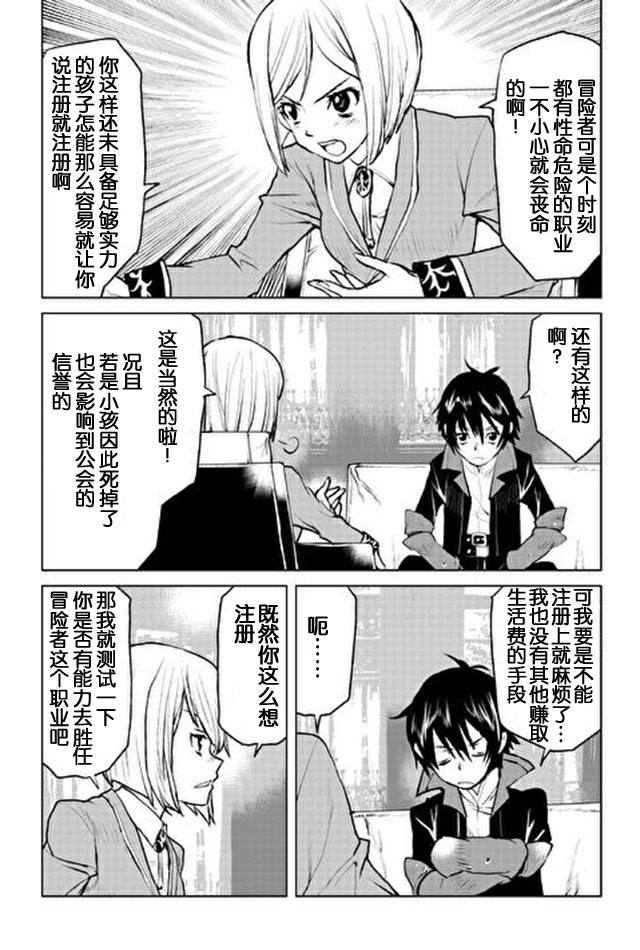 冒险者可是个时刻
都有性命危险的职业
一不小心就会丧命
的啊！
你这样还未具备足够实力
的孩子怎能那么容易就让你
说注册就注册啊
还有这样的
啊？
这是当然的啦！
况且
若是小孩因此死掉了
也会影响到公会的
信誉的
可我要是不能
注册上就麻烦了…
我也没有其他赚取
生活费的手段
呃……
既然你这么想
注册
那我就测试一下
你是否有能力去胜任
冒险者这个职业吧